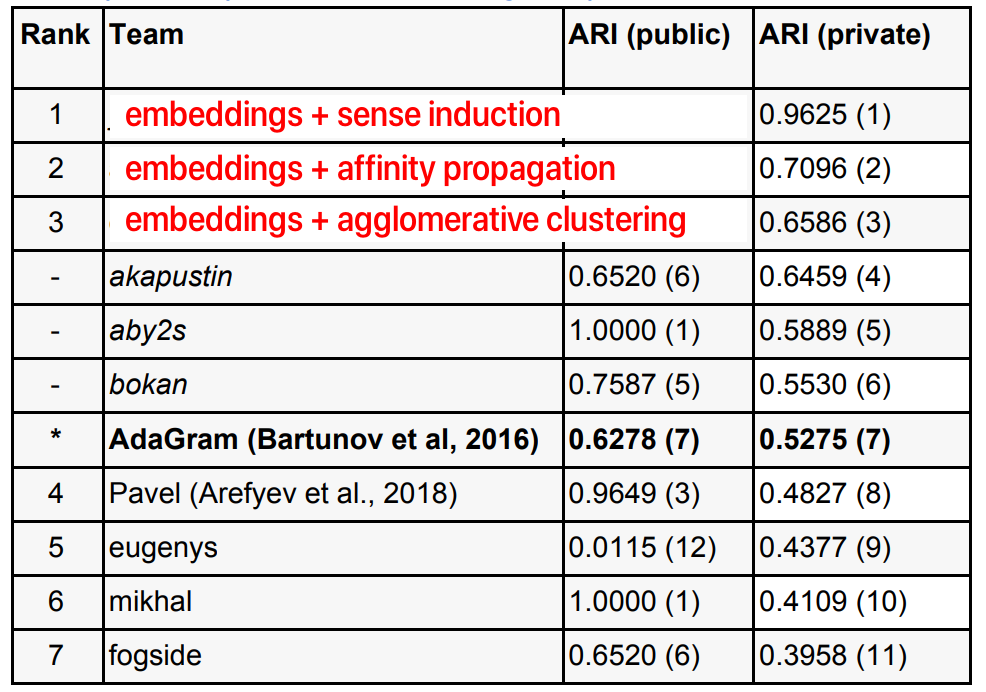 Rank Team ARI (public) ARI (private)
1 embeddings + sense induction 0.9625 (1)
2 embeddings + affinity propagation 0.7096 (2)
3 embeddings + agglomerative clustering 0.6586 (3)
- akapustin 0.6520 (6) 0.6459 (4)
- aby2s 1.0000 (1) 0.5889 (5)
- bokan 0.7587 (5) 0.5530 (6)
* AdaGram (Bartunov et al, 2016) 0.6278 (7) 0.5275 (7)
4 Pavel (Arefyev et al., 2018) 0.9649 (3) 0.4827 (8)
5 eugenys 0.0115 (12) 0.4377 (9)
6 mikhal 1.0000 (1) 0.4109 (10)
7 fogside 0.6520 (6) 0.3958 (11)